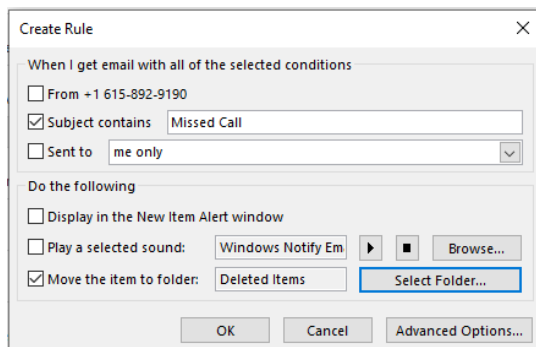 Create Rule
When I get email with all of the selected conditions
From +1 615-892-9190
Subject contains Missed Call
Sent to me only
Do the following
Display in the New Item Alert window
Play a selected sound: Windows Notify Em Browse...
Move the item to folder: Deleted Items Select Folder...
OK Cancel Advanced Options...